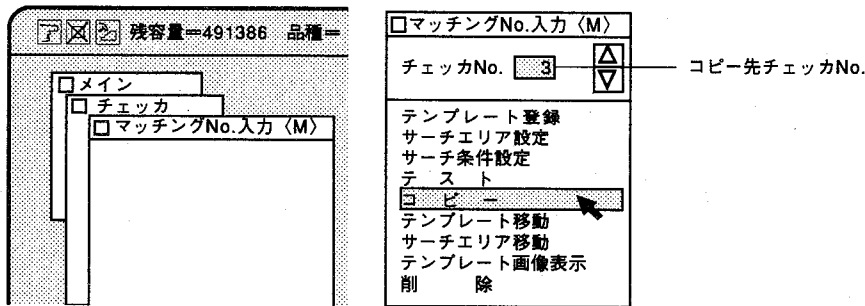 残容量=491386 品種=
メイン
チェッカ
マッチングNo.入力〈M〉
マッチングNo.入力〈M〉
チェッカNo. 3
コピー先チェッカNo.
テンプレート登録
サーチエリア設定
サーチ条件設定
テスト
コピー
テンプレート移動
サーチエリア移動
テンプレート画像表示
削 除